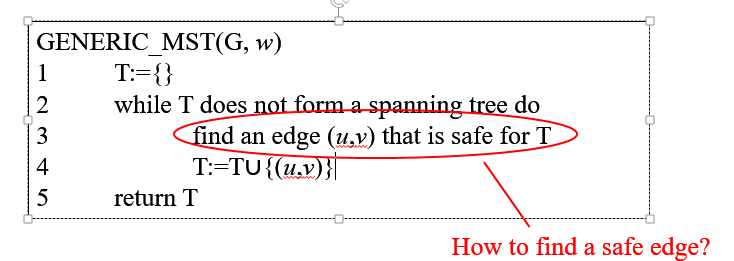 GENERIC_MST(G, w)
1 T:={}
2 while T does not form a spanning tree do
3 find an edge (u,v) that is safe for T
4 T:=T∪{(u,v)}
5 return T
How to find a safe edge?